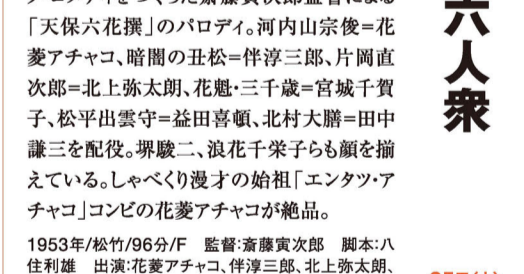 六人衆
「天保六花撰」のパロディ。河内山宗俊=花
菱アチャコ、暗闇の丑松=伴淳三郎、片岡直
次郎=北上弥太朗、花魁・三千歳=宮城千賀
子、松平出雲守=益田喜頓、北村大膳=田中
謙三を配役。堺駿二、浪花千栄子らも顔を揃
えている。しゃべくり漫才の始祖「エンタツ・ア
チャコ」コンビの花菱アチャコが絶品。
1953年/松竹/96分/F　監督:斎藤寅次郎　脚本:八
住利雄　出演:花菱アチャコ、伴淳三郎、北上弥太朗、